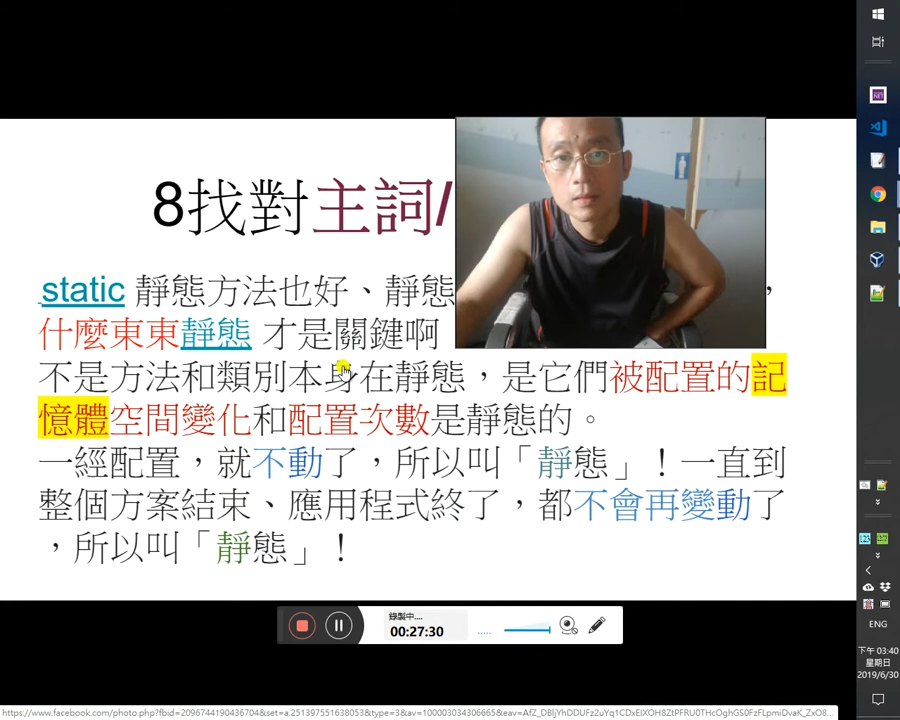 8找對主詞/
static 靜態方法也好、靜態
，
什麼東東靜態 才是關鍵啊
不是方法和類別本身在靜態，是它們被配置的記
憶體空間變化和配置次數是靜態的。
一經配置，就不動了，所以叫「靜態」！一直到
整個方案結束、應用程式終了，都不會再變動了
，所以叫「靜態」！
錄製中....
00:27:30
ENG
下午 03:40
星期日
2019/6/30